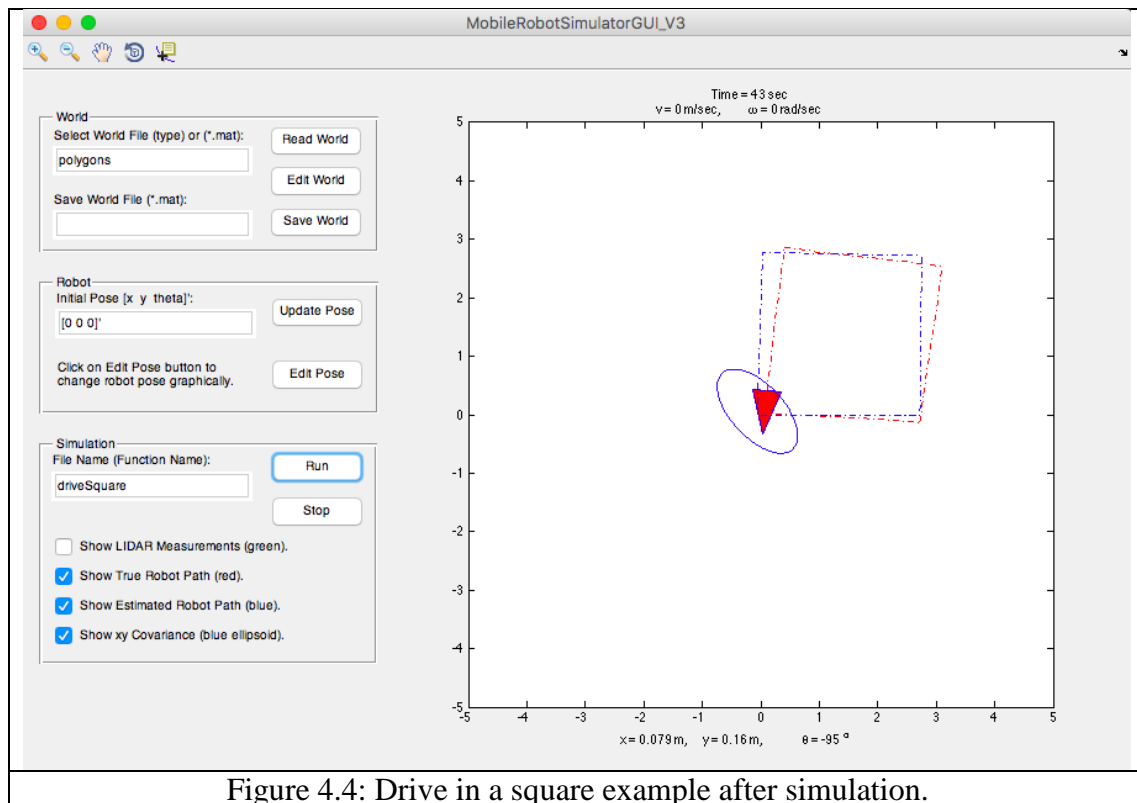 MobileRobotSimulatorGUI_V3
World
Select World File (type) or (*.mat):
polygons
Read World
Edit World
Save World File (*.mat):
Save World
Robot
Initial Pose [x y theta]':
[0 0 0]'
Update Pose
Click on Edit Pose button to
change robot pose graphically.
Edit Pose
Simulation
File Name (Function Name):
driveSquare
Run
Stop
Show LIDAR Measurements (green).
Show True Robot Path (red).
Show Estimated Robot Path (blue).
Show xy Covariance (blue ellipsoid).
Time = 43 sec
v = 0 m/sec, ω = 0 rad/sec
5
4
3
2
1
0
-1
-2
-3
-4
-5
-5 -4 -3 -2 -1 0 1 2 3 4 5
x = 0.079 m, y = 0.16 m, θ = -95 °
Figure 4.4: Drive in a square example after simulation.